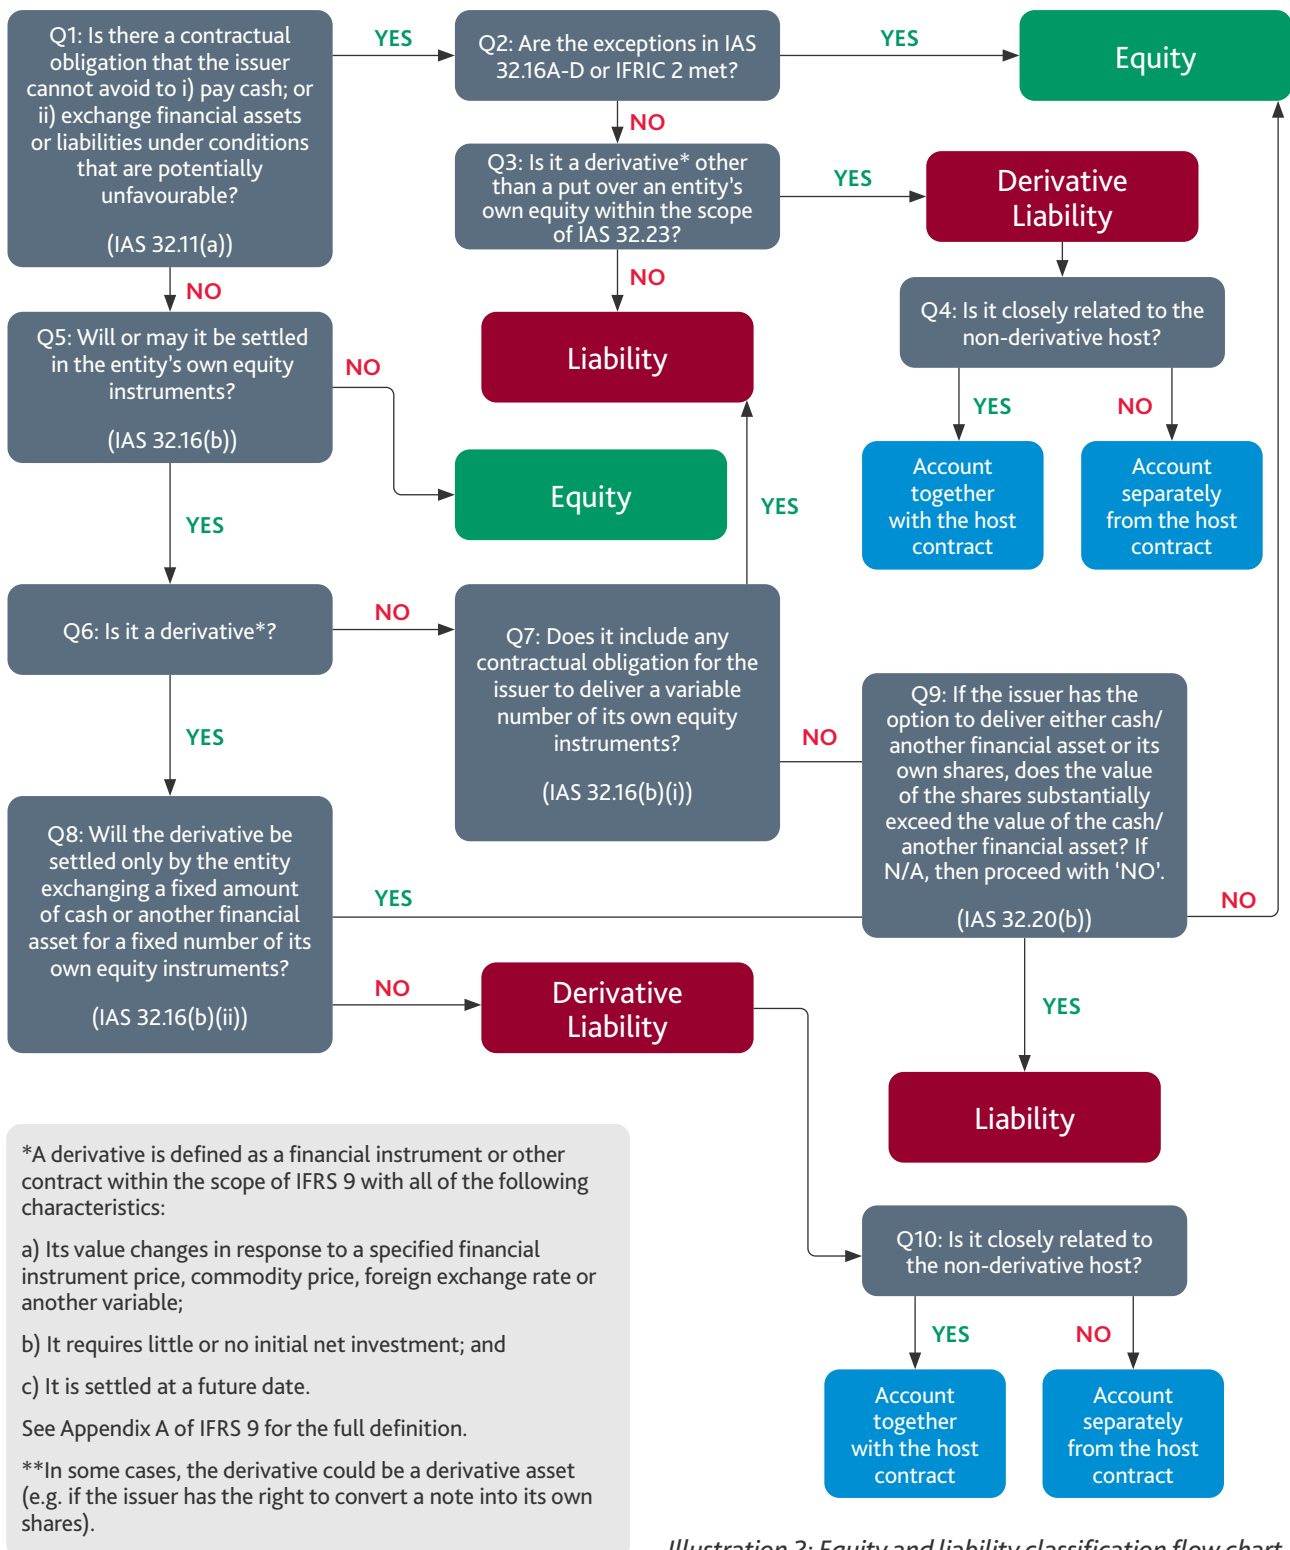 Q1: Is there a contractual
obligation that the issuer
cannot avoid to i) pay cash; or
ii) exchange financial assets
or liabilities under conditions
that are potentially
unfavourable?
(IAS 32.11(a))
YES
Q2: Are the exceptions in IAS
32.16A-D or IFRIC 2 met?
YES
Equity
NO
Q3: Is it a derivative* other
than a put over an entity's
own equity within the scope
of IAS 32.23?
YES
Derivative
Liability
NO
NO
Q5: Will or may it be settled
in the entity's own equity
instruments?
(IAS 32.16(b))
NO
Liability
Q4: Is it closely related to the
non-derivative host?
YES
NO
Account
together
with the host
contract
Account
separately
from the host
contract
Equity
YES
YES
Q6: Is it a derivative*?
NO
Q7: Does it include any
contractual obligation for the
issuer to deliver a variable
number of its own equity
instruments?
(IAS 32.16(b)(i))
NO
Q9: If the issuer has the
option to deliver either cash/
another financial asset or its
own shares, does the value
of the shares substantially
exceed the value of the cash/
another financial asset? If
N/A, then proceed with 'NO'.
(IAS 32.20(b))
NO
YES
Q8: Will the derivative be
settled only by the entity
exchanging a fixed amount
of cash or another financial
asset for a fixed number of its
own equity instruments?
(IAS 32.16(b)(ii))
YES
NO
Derivative
Liability
YES
Liability
Q10: Is it closely related to
the non-derivative host?
YES
NO
Account
together
with the host
contract
Account
separately
from the host
contract
*A derivative is defined as a financial instrument or other
contract within the scope of IFRS 9 with all of the following
characteristics:
a) Its value changes in response to a specified financial
instrument price, commodity price, foreign exchange rate or
another variable;
b) It requires little or no initial net investment; and
c) It is settled at a future date.
See Appendix A of IFRS 9 for the full definition.
**In some cases, the derivative could be a derivative asset
(e.g. if the issuer has the right to convert a note into its own
shares).
Illustration 2: Equity and liability classification flow chart